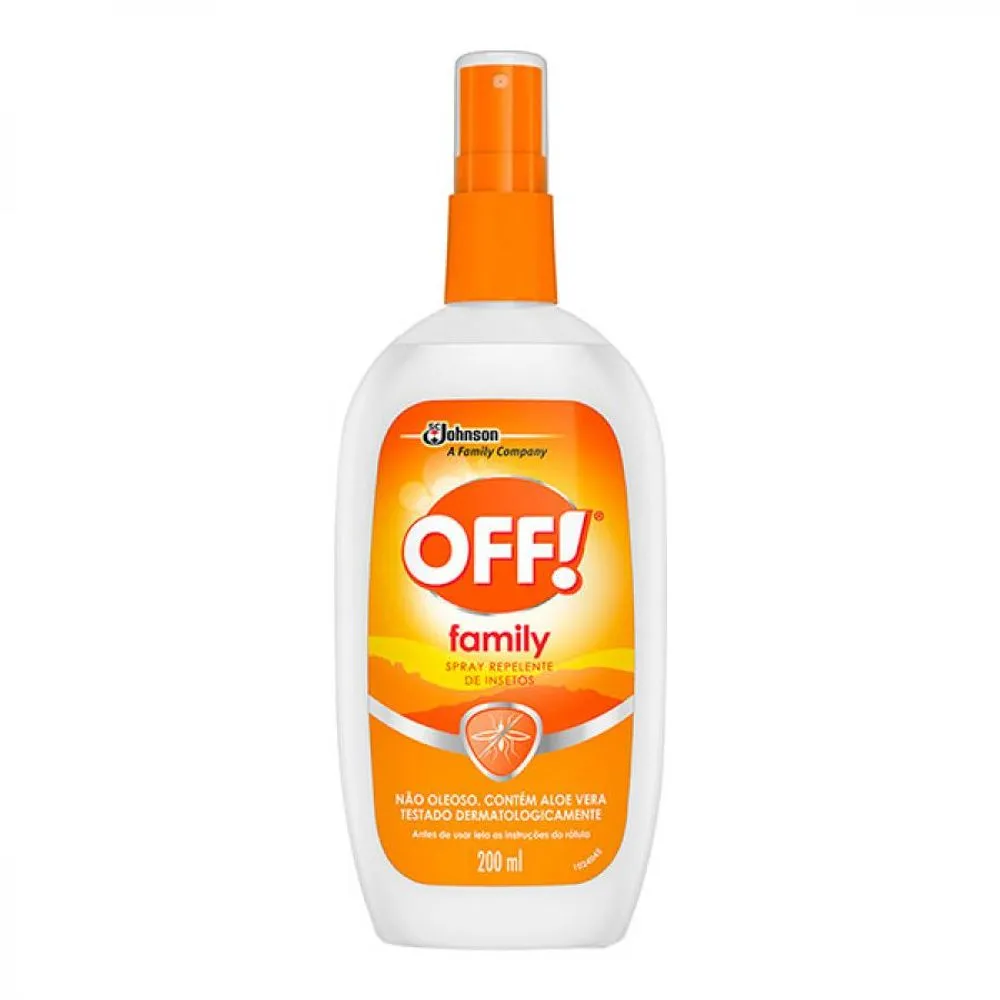 SC
Johnson
A Family Company
OFF!®
family
SPRAY REPELENTE
DE INSETOS
NÃO OLEOSO. CONTÉM ALOE VERA
TESTADO DERMATOLOGICAMENTE
Antes de usar leia as instruções do rótulo
200 ml